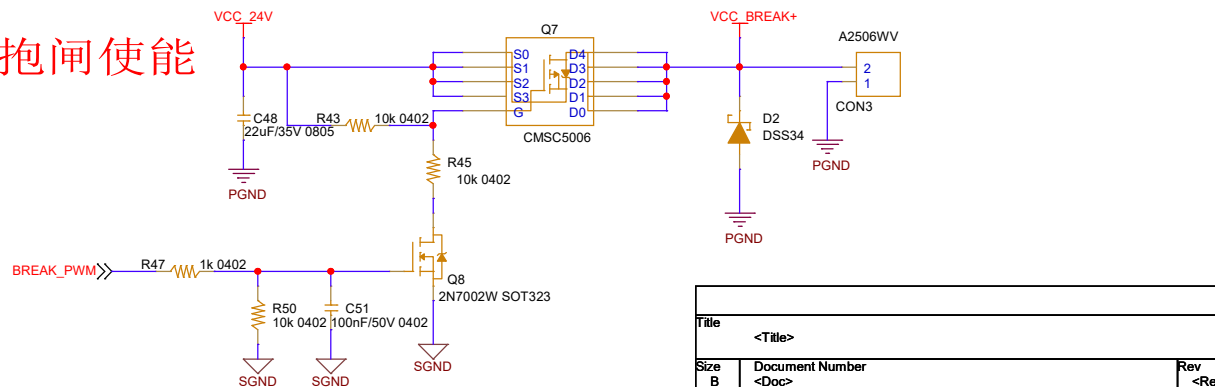 抱闸使能
VCC_24V
VCC_BREAK+
Q7
A2506WV
S0
S1
S2
S3
G
D4
D3
D2
D1
D0
2
1
CON3
CMSC5006
C48
22uF/35V 0805
R43
10k 0402
D2
DSS34
PGND
PGND
PGND
R45
10k 0402
BREAK_PWM
R47
1k 0402
Q8
2N7002W SOT323
R50
10k 0402
C51
100nF/50V 0402
SGND
SGND
SGND
Title
<Title>
Size
B
Document Number
<Doc>
Rev
<Re